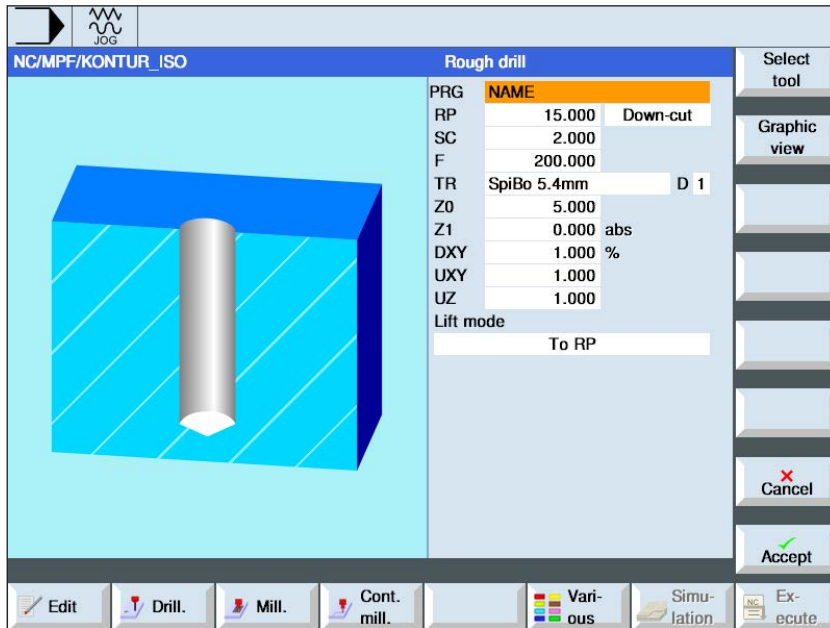 JOG
NC/MPF/KONTUR_ISO
Rough drill
PRG NAME
RP 15.000 Down-cut
SC 2.000
F 200.000
TR SpiBo 5.4mm D 1
Z0 5.000
Z1 0.000 abs
DXY 1.000 %
UXY 1.000
UZ 1.000
Lift mode
To RP
Select
tool
Graphic
view
Cancel
Accept
Edit
Drill.
Mill.
Cont.
mill.
Vari-
ous
Simu-
lation
NC
Ex-
ecute